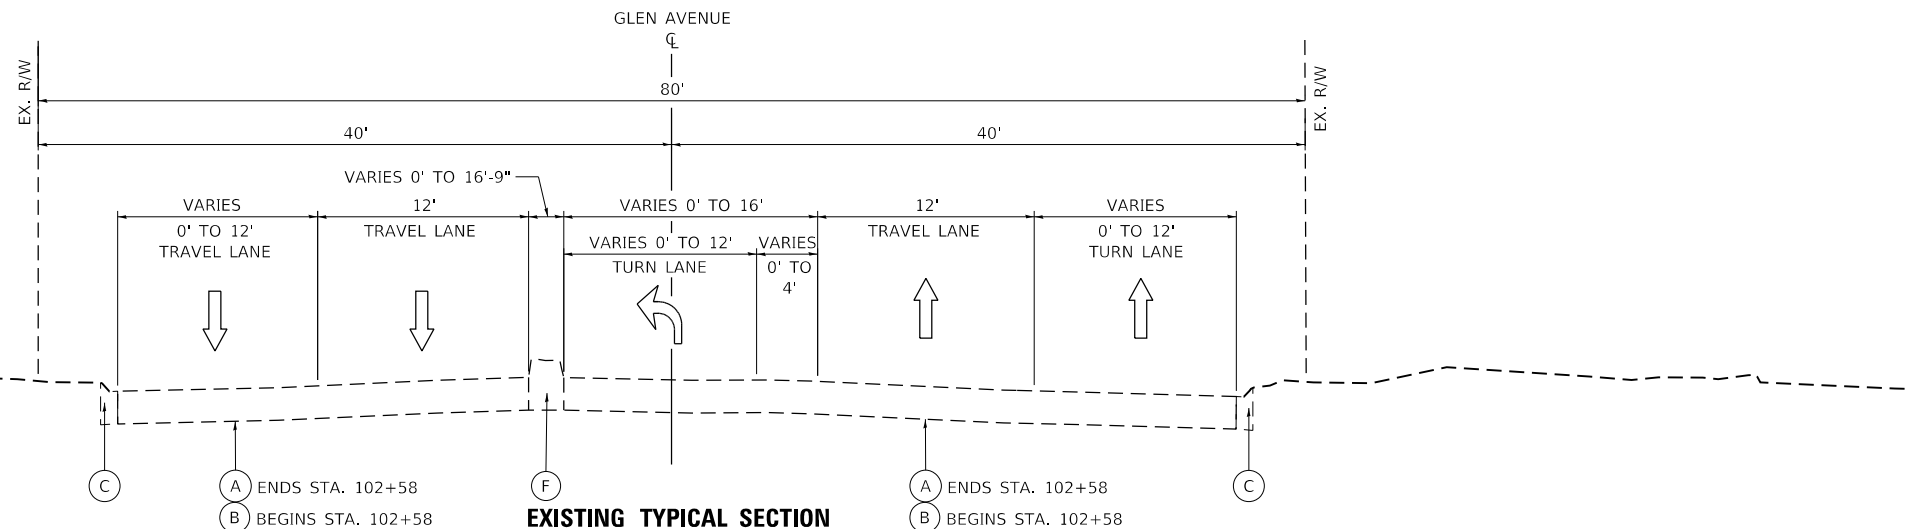 GLEN AVENUE
℄
EX. R/W
EX. R/W
80'
40'
40'
VARIES 0' TO 16'-9"
VARIES
0' TO 12'
TRAVEL LANE
12'
TRAVEL LANE
VARIES 0' TO 16'
VARIES 0' TO 12'
TURN LANE
VARIES
0' TO
4'
12'
TRAVEL LANE
VARIES
0' TO 12'
TURN LANE
C
A ENDS STA. 102+58
B BEGINS STA. 102+58
F
A ENDS STA. 102+58
B BEGINS STA. 102+58
C
EXISTING TYPICAL SECTION